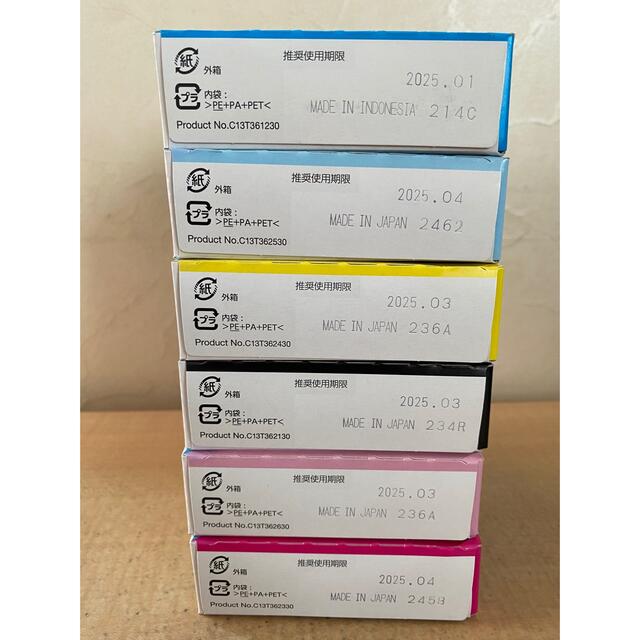 紙 外箱
推奨使用期限
2025.01
プラ 内袋:
>PE+PA+PET<
MADE IN INDONESIA 214C
Product No.C13T361230
紙 外箱
推奨使用期限
2025.04
プラ 内袋:
>PE+PA+PET<
MADE IN JAPAN 2462
Product No.C13T362530
紙 外箱
推奨使用期限
2025.03
プラ 内袋:
>PE+PA+PET<
MADE IN JAPAN 236A
Product No.C13T362430
紙 外箱
推奨使用期限
2025.03
プラ 内袋:
>PE+PA+PET<
MADE IN JAPAN 234R
Product No.C13T362130
紙 外箱
推奨使用期限
2025.03
プラ 内袋:
>PE+PA+PET<
MADE IN JAPAN 236A
Product No.C13T362630
紙 外箱
推奨使用期限
2025.04
プラ 内袋:
>PE+PA+PET<
MADE IN JAPAN 245B
Product No.C13T362330